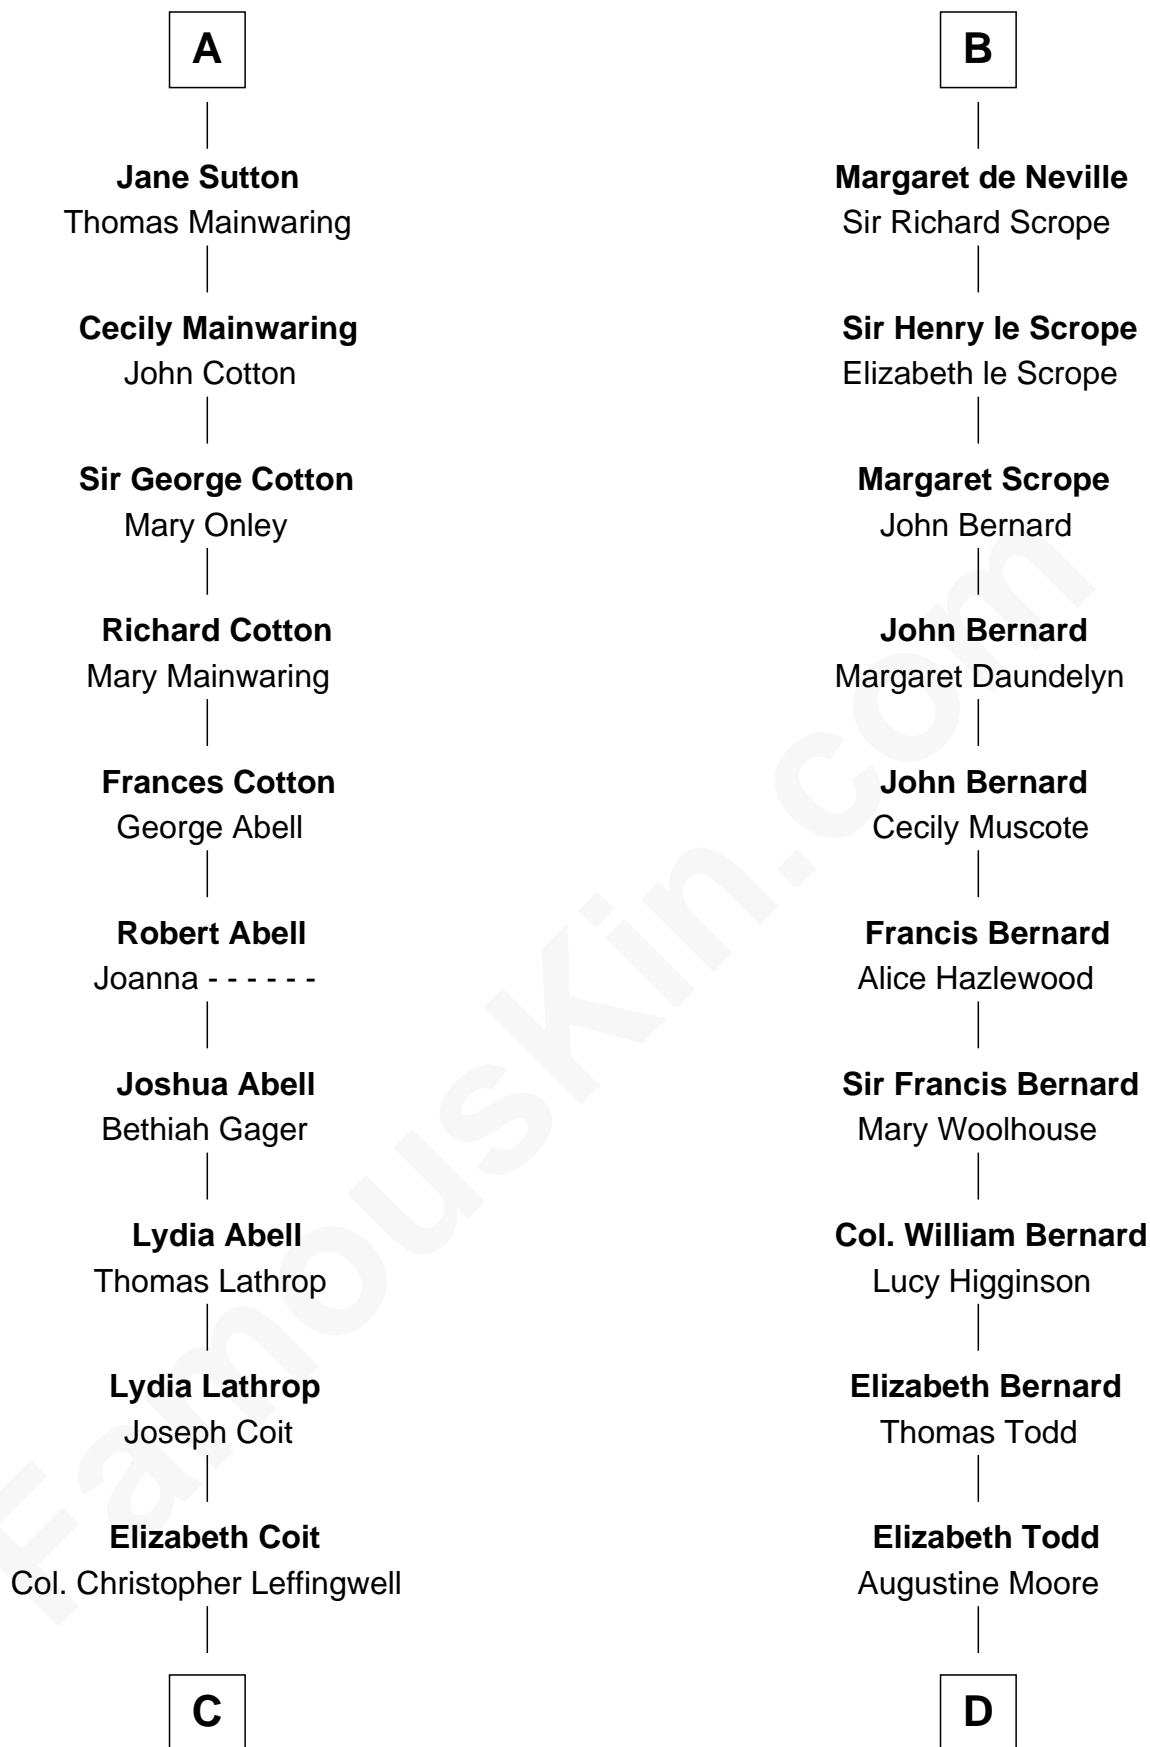 A
Jane Sutton
Thomas Mainwaring
Cecily Mainwaring
John Cotton
Sir George Cotton
Mary Onley
Richard Cotton
Mary Mainwaring
Frances Cotton
George Abell
Robert Abell
Joanna - - - - - -
Joshua Abell
Bethiah Gager
Lydia Abell
Thomas Lathrop
Lydia Lathrop
Joseph Coit
Elizabeth Coit
Col. Christopher Leffingwell
C
B
Margaret de Neville
Sir Richard Scrope
Sir Henry le Scrope
Elizabeth le Scrope
Margaret Scrope
John Bernard
John Bernard
Margaret Daundelyn
John Bernard
Cecily Muscote
Francis Bernard
Alice Hazlewood
Sir Francis Bernard
Mary Woolhouse
Col. William Bernard
Lucy Higginson
Elizabeth Bernard
Thomas Todd
Elizabeth Todd
Augustine Moore
D
FamousKin.com